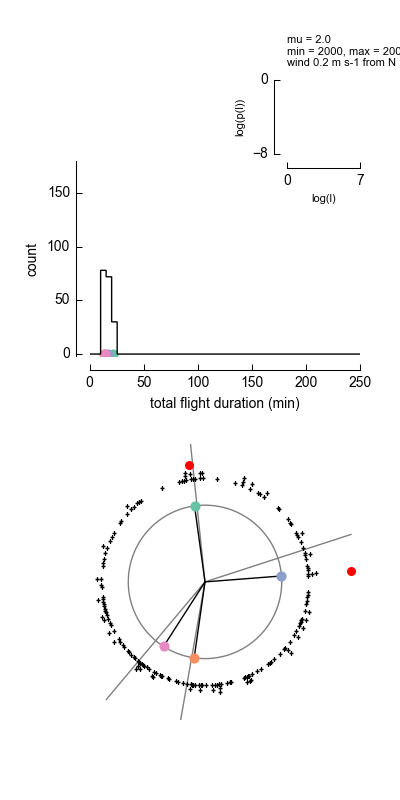 mu = 2.0
min = 2000, max = 200
wind 0.2 m s-1 from N
0
log(p(l))
−8
0 7
log(l)
150
100
50
0
count
0 50 100 150 200 250
total flight duration (min)